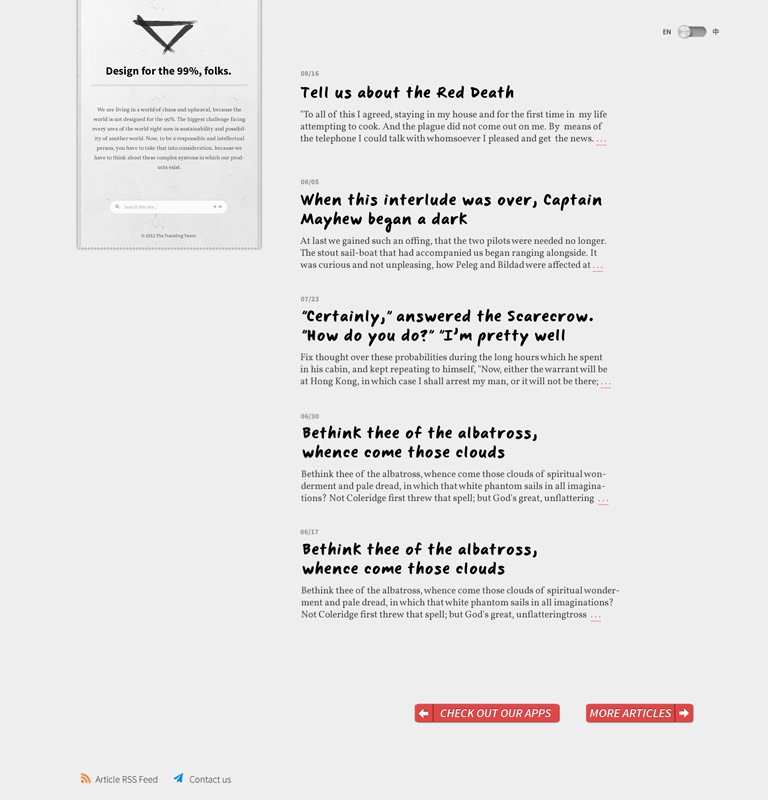 EN 中
Design for the 99%, folks.
We are living in a world of chaos and upheaval, because the
world is not designed for the 99%. The biggest challenge facing
every area of the world right now is sustainability and possibil-
ity of another world. Now, to be a responsible and intellectual
person, you have to take that into consideration, because we
have to think about these complex systems in which our prod-
ucts exist.
Search the site...
© 2012 The Traveling Twins
08/16
Tell us about the Red Death
"To all of this I agreed, staying in my house and for the first time in my life
attempting to cook. And the plague did not come out on me. By means of
the telephone I could talk with whomsoever I pleased and get the news. ...
08/05
When this interlude was over, Captain
Mayhew began a dark
At last we gained such an offing, that the two pilots were needed no longer.
The stout sail-boat that had accompanied us began ranging alongside. It
was curious and not unpleasing, how Peleg and Bildad were affected at ...
07/23
"Certainly," answered the Scarecrow.
"How do you do?" "I'm pretty well
Fix thought over these probabilities during the long hours which he spent
in his cabin, and kept repeating to himself, "Now, either the warrant will be
at Hong Kong, in which case I shall arrest my man, or it will not be there; ...
06/30
Bethink thee of the albatross,
whence come those clouds
Bethink thee of the albatross, whence come those clouds of spiritual won-
derment and pale dread, in which that white phantom sails in all imagina-
tions? Not Coleridge first threw that spell; but God's great, unflattering ...
06/17
Bethink thee of the albatross,
whence come those clouds
Bethink thee of the albatross, whence come those clouds of spiritual wonder-
ment and pale dread, in which that white phantom sails in all imaginations?
Not Coleridge first threw that spell; but God's great, unflatteringtross ...
CHECK OUT OUR APPS
MORE ARTICLES
Article RSS Feed
Contact us